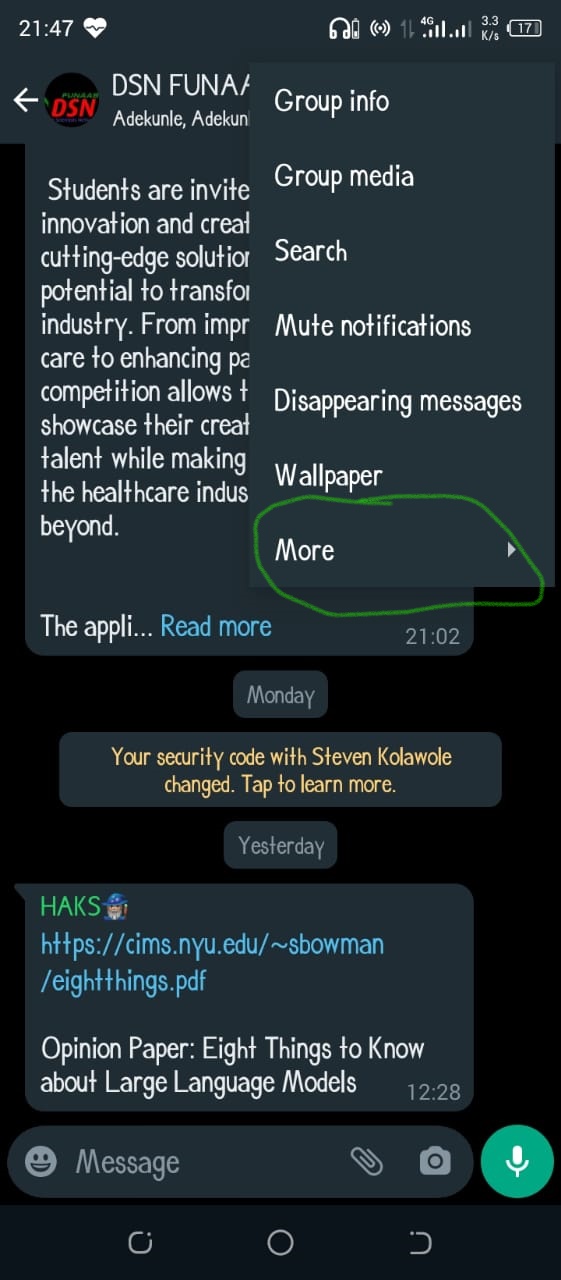 21:47
4G
3.3
K/s
17
PUNAAB
DSN
DSN FUNAA
Adekunle, Adekun
Group info
Group media
Search
Mute notifications
Disappearing messages
Wallpaper
More
Students are invite
innovation and creat
cutting-edge solution
potential to transfor
industry. From impr
care to enhancing pa
competition allows t
showcase their creat
talent while making
the healthcare indus
beyond.
The appli... Read more
21:02
Monday
Your security code with Steven Kolawole
changed. Tap to learn more.
Yesterday
HAKS
https://cims.nyu.edu/~sbowman
/eightthings.pdf
Opinion Paper: Eight Things to Know
about Large Language Models
12:28
Message